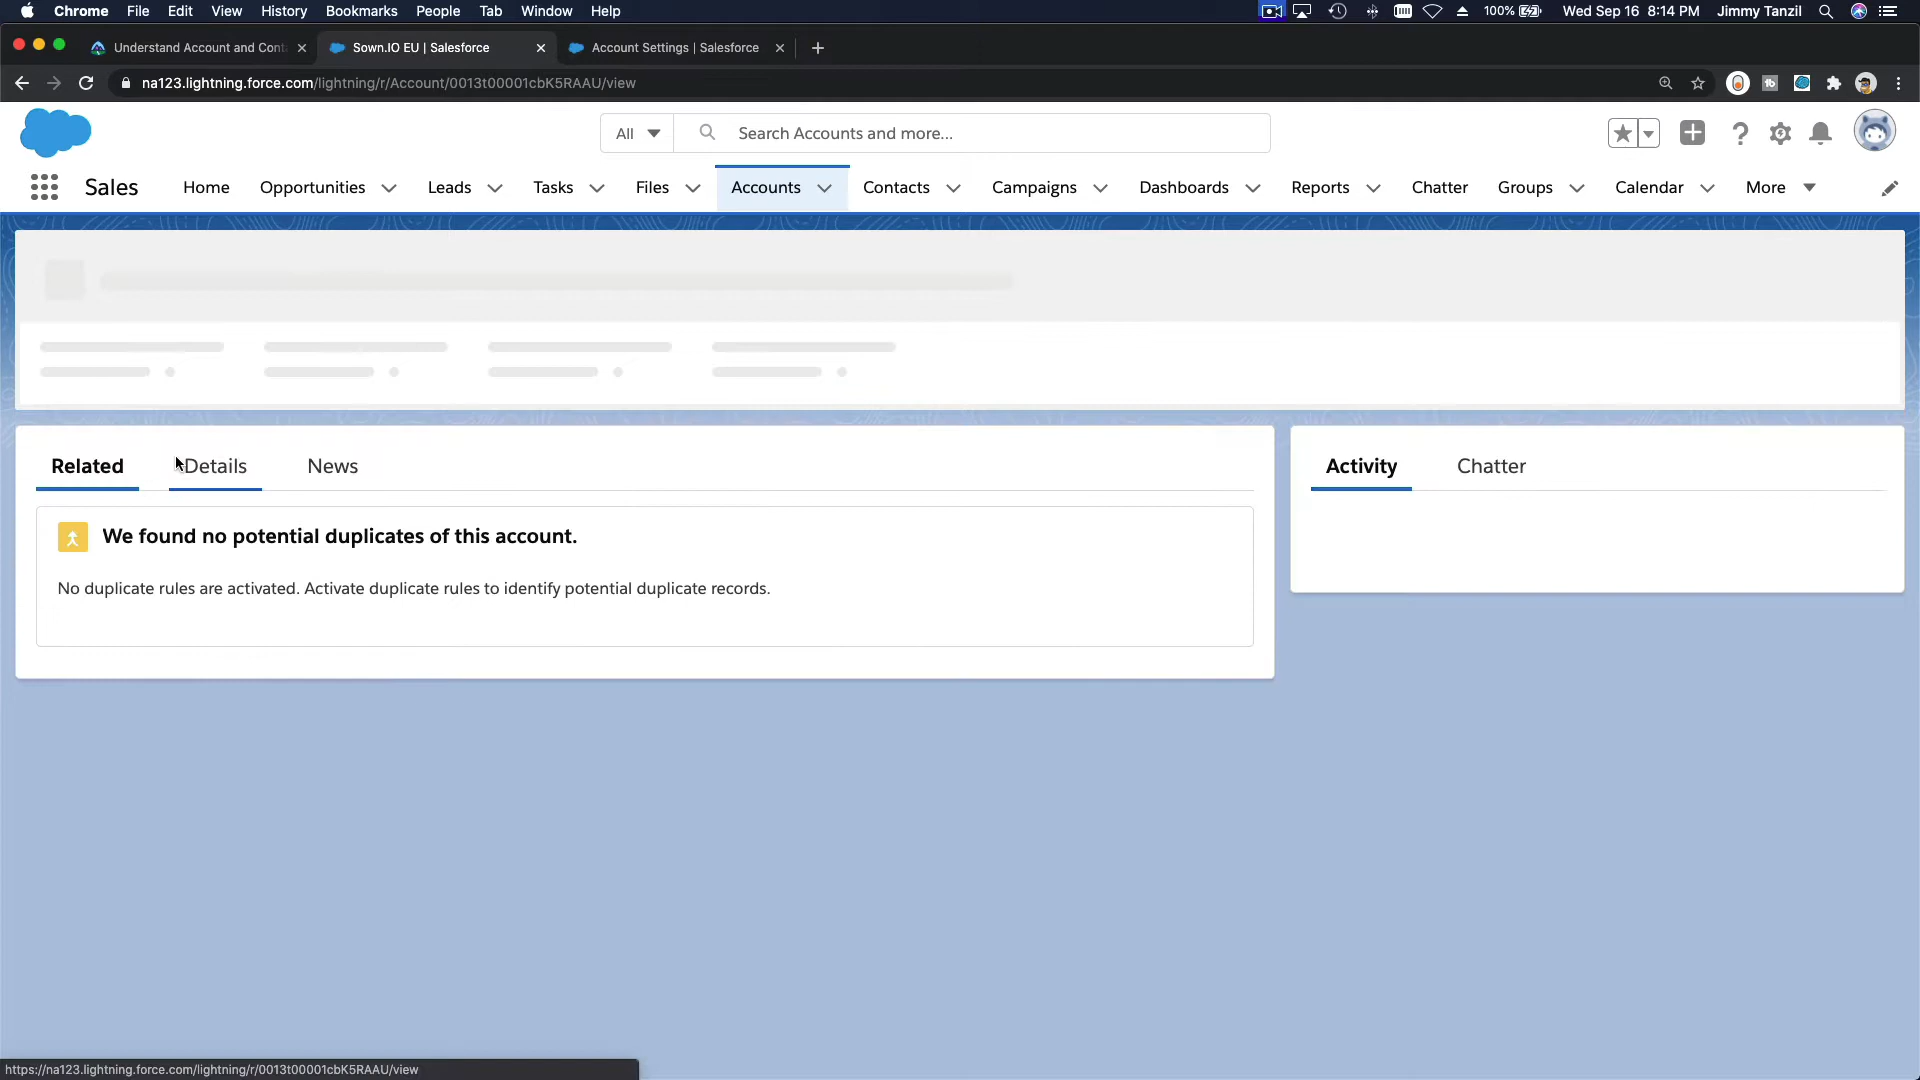 Chrome File Edit View History Bookmarks People Tab Window Help 100% Wed Sep 16 8:14 PM Jimmy Tanzil
Understand Account and Cont Sown.IO EU | Salesforce Account Settings | Salesforce
na123.lightning.force.com/lightning/r/Account/0013t00001cbK5RAAU/view
All Search Accounts and more...
Sales Home Opportunities Leads Tasks Files Accounts Contacts Campaigns Dashboards Reports Chatter Groups Calendar More
Related Details News
Activity Chatter
We found no potential duplicates of this account.
No duplicate rules are activated. Activate duplicate rules to identify potential duplicate records.
https://na123.lightning.force.com/lightning/r/0013t00001cbK5RAAU/view